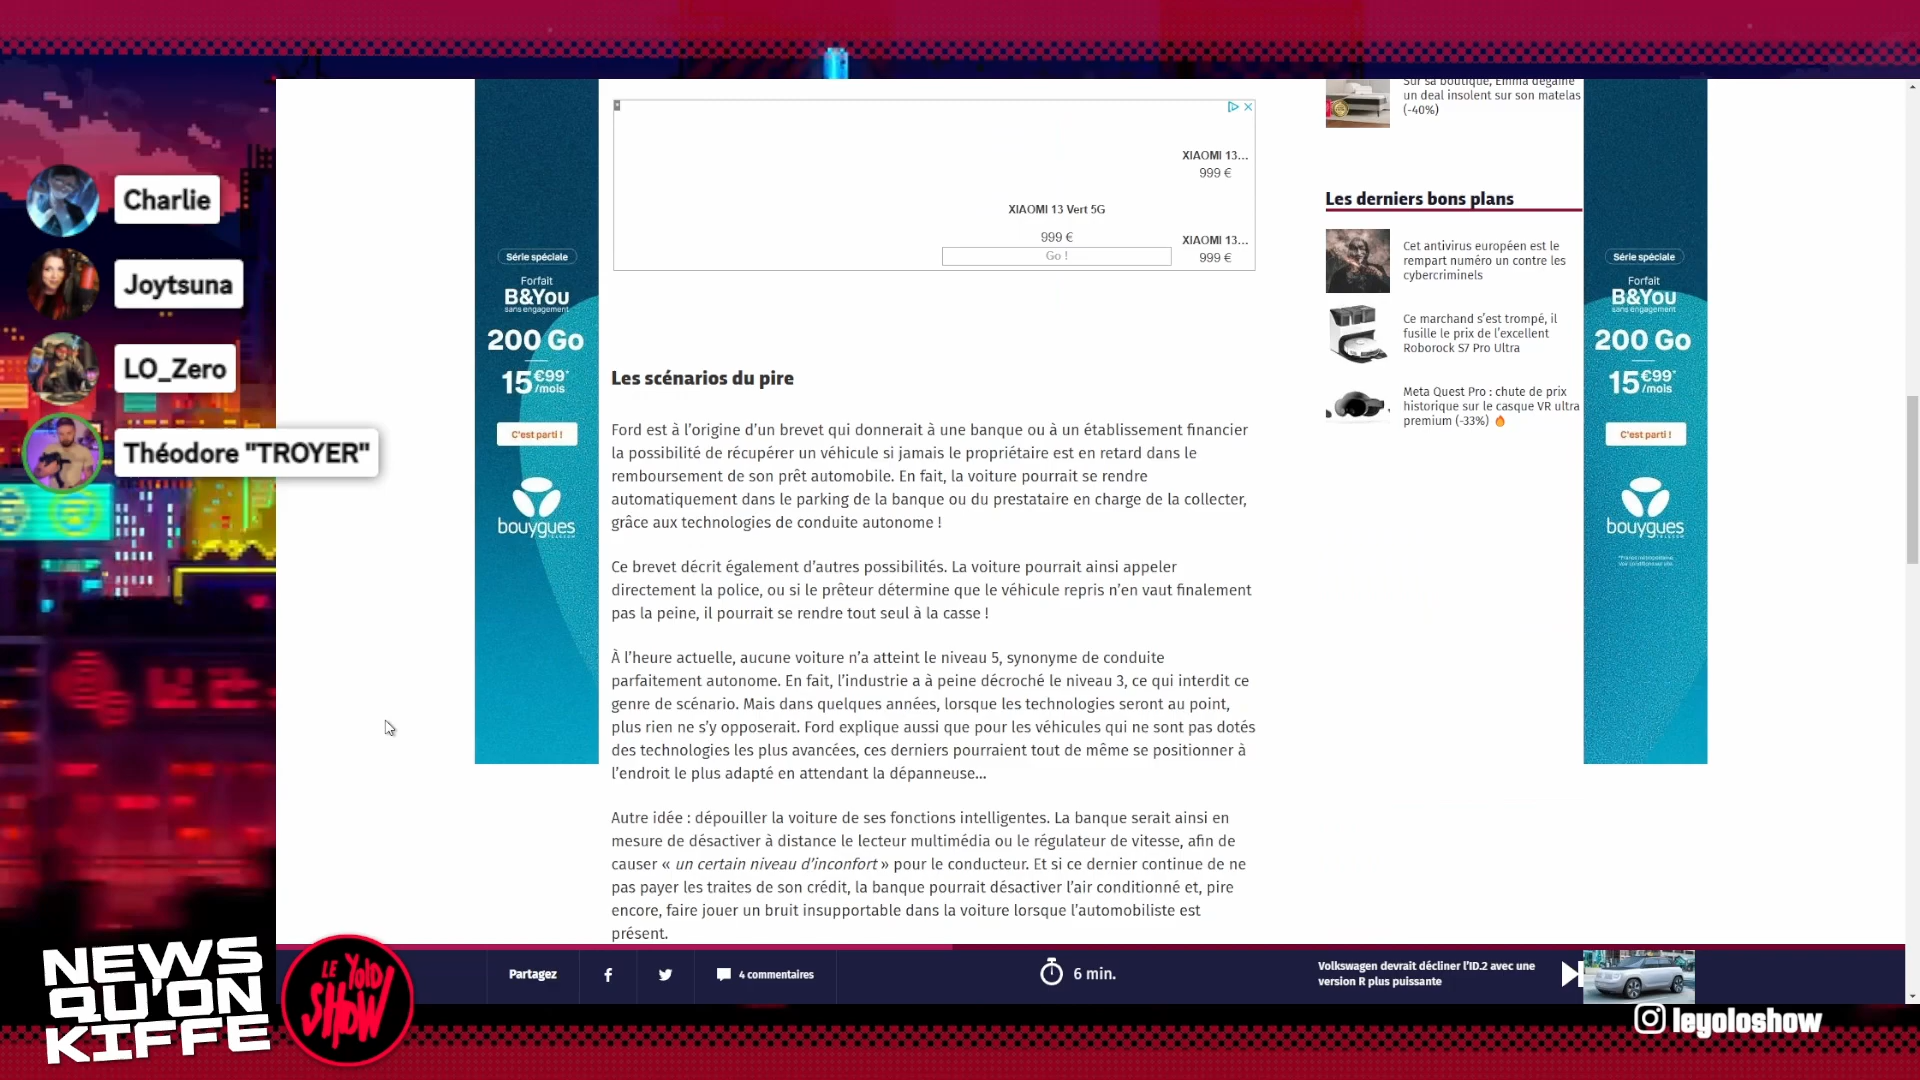 Charlie
Joytsuna
LO_Zero
Théodore "TROYER"
Série spéciale
Forfait
B&You
sans engagement
200 Go
15€99*
/mois
C'est parti !
bouygues
TELECOM
XIAOMI 13...
999 €
XIAOMI 13 Vert 5G
999 €
Go !
XIAOMI 13...
999 €
Les scénarios du pire
Ford est à l'origine d'un brevet qui donnerait à une banque ou à un établissement financier
la possibilité de récupérer un véhicule si jamais le propriétaire est en retard dans le
remboursement de son prêt automobile. En fait, la voiture pourrait se rendre
automatiquement dans le parking de la banque ou du prestataire en charge de la collecter,
grâce aux technologies de conduite autonome !
Ce brevet décrit également d'autres possibilités. La voiture pourrait ainsi appeler
directement la police, ou si le prêteur détermine que le véhicule repris n'en vaut finalement
pas la peine, il pourrait se rendre tout seul à la casse !
À l'heure actuelle, aucune voiture n'a atteint le niveau 5, synonyme de conduite
parfaitement autonome. En fait, l'industrie a à peine décroché le niveau 3, ce qui interdit ce
genre de scénario. Mais dans quelques années, lorsque les technologies seront au point,
plus rien ne s'y opposerait. Ford explique aussi que pour les véhicules qui ne sont pas dotés
des technologies les plus avancées, ces derniers pourraient tout de même se positionner à
l'endroit le plus adapté en attendant la dépanneuse...
Autre idée : dépouiller la voiture de ses fonctions intelligentes. La banque serait ainsi en
mesure de désactiver à distance le lecteur multimédia ou le régulateur de vitesse, afin de
causer « un certain niveau d'inconfort » pour le conducteur. Et si ce dernier continue de ne
pas payer les traites de son crédit, la banque pourrait désactiver l'air conditionné et, pire
encore, faire jouer un bruit insupportable dans la voiture lorsque l'automobiliste est
présent.
Sur sa boutique, Emma dégaine
un deal insolent sur son matelas
(-40%)
Les derniers bons plans
Cet antivirus européen est le
rempart numéro un contre les
cybercriminels
Ce marchand s'est trompé, il
fusille le prix de l'excellent
Roborock S7 Pro Ultra
Meta Quest Pro : chute de prix
historique sur le casque VR ultra
premium (-33%) 🔥
Série spéciale
Forfait
B&You
sans engagement
200 Go
15€99*
/mois
C'est parti !
bouygues
TELECOM
Partagez
4 commentaires
6 min.
Volkswagen devrait décliner l'ID.2 avec une
version R plus puissante
NEWS
QU'ON
KIFFE
LE YOLO
SHOW
leyoloshow